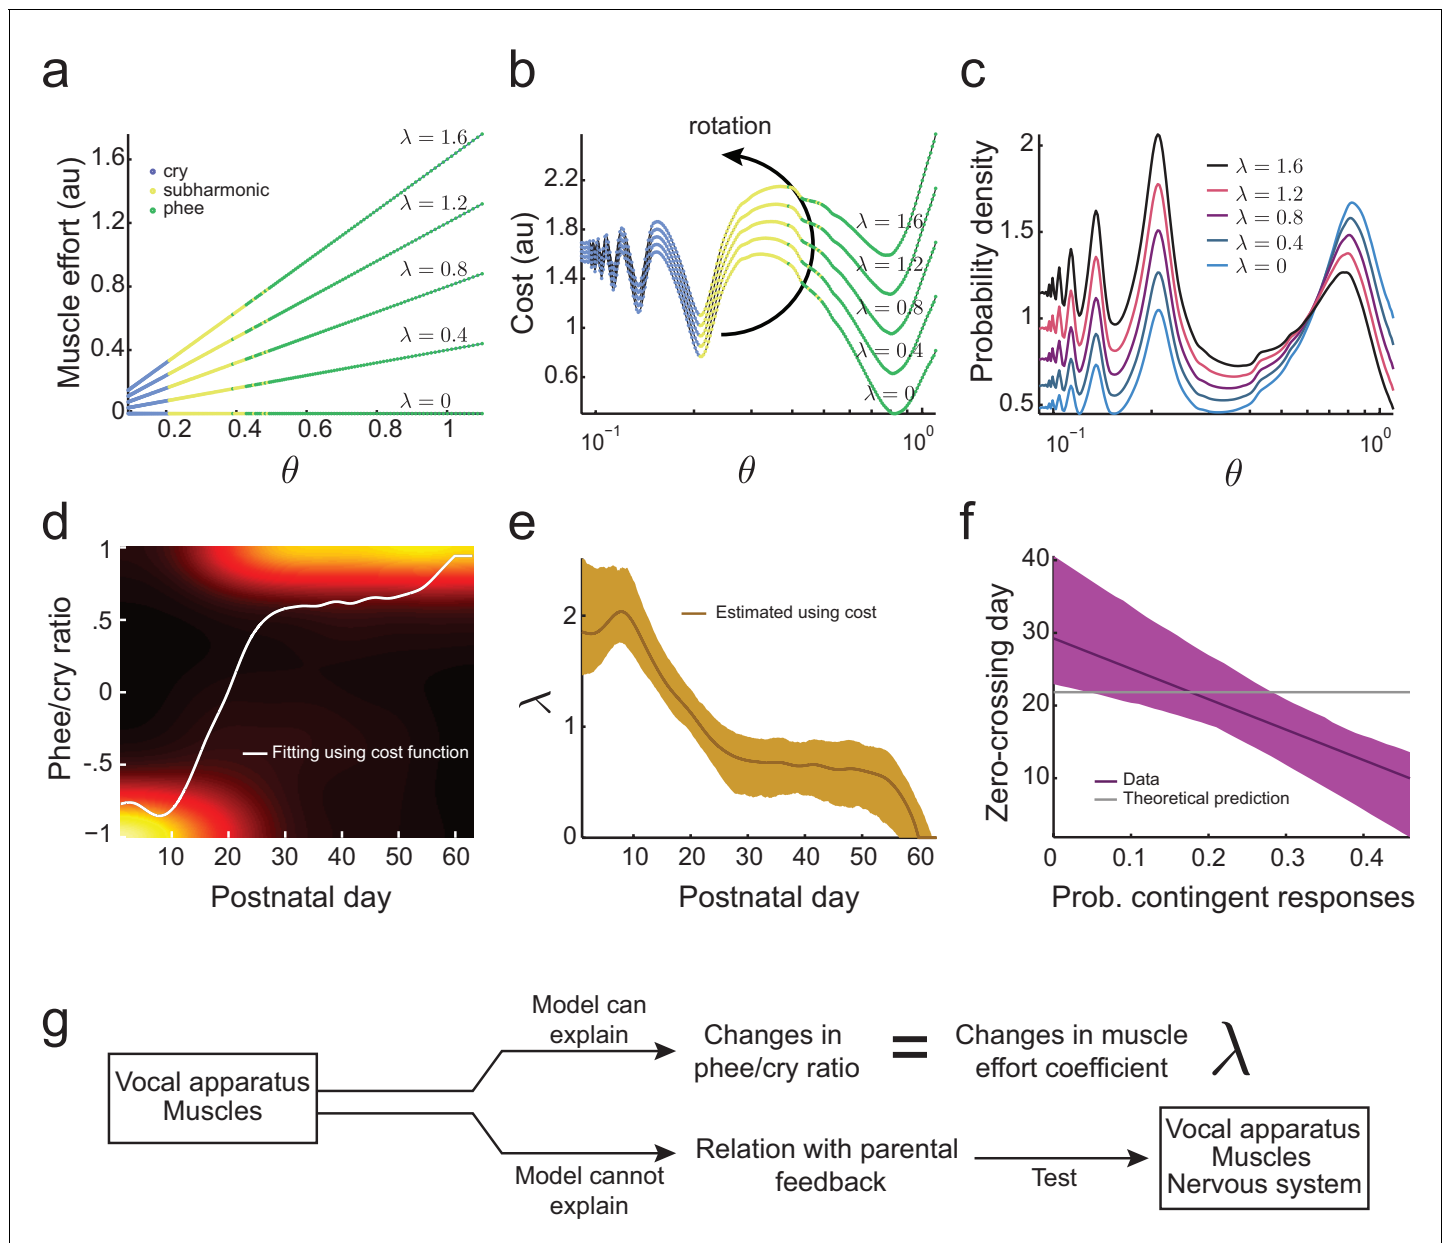 a
Muscle effort (au)
1.6
1.2
0.8
0.4
0
cry
subharmonic
phee
λ = 1.6
λ = 1.2
λ = 0.8
λ = 0.4
λ = 0
0.2
0.4
0.6
0.8
1
θ
b
rotation
Cost (au)
2.2
1.8
1.4
1
0.6
λ = 1.6
λ = 1.2
λ = 0.8
λ = 0.4
λ = 0
10⁻¹
10⁰
θ
c
Probability density
2
1.5
1
0.5
λ = 1.6
λ = 1.2
λ = 0.8
λ = 0.4
λ = 0
10⁻¹
10⁰
θ
d
Phee/cry ratio
1
.5
0
-.5
−1
Fitting using cost function
10
20
30
40
50
60
Postnatal day
e
λ
2
1
0
Estimated using cost
10
20
30
40
50
60
Postnatal day
f
Zero-crossing day
40
30
20
10
Data
Theoretical prediction
0
0.1
0.2
0.3
0.4
Prob. contingent responses
g
Vocal apparatus
Muscles
Model can
explain
Changes in
phee/cry ratio
=
Changes in muscle
effort coefficient
λ
Model cannot
explain
Relation with parental
feedback
Test
Vocal apparatus
Muscles
Nervous system